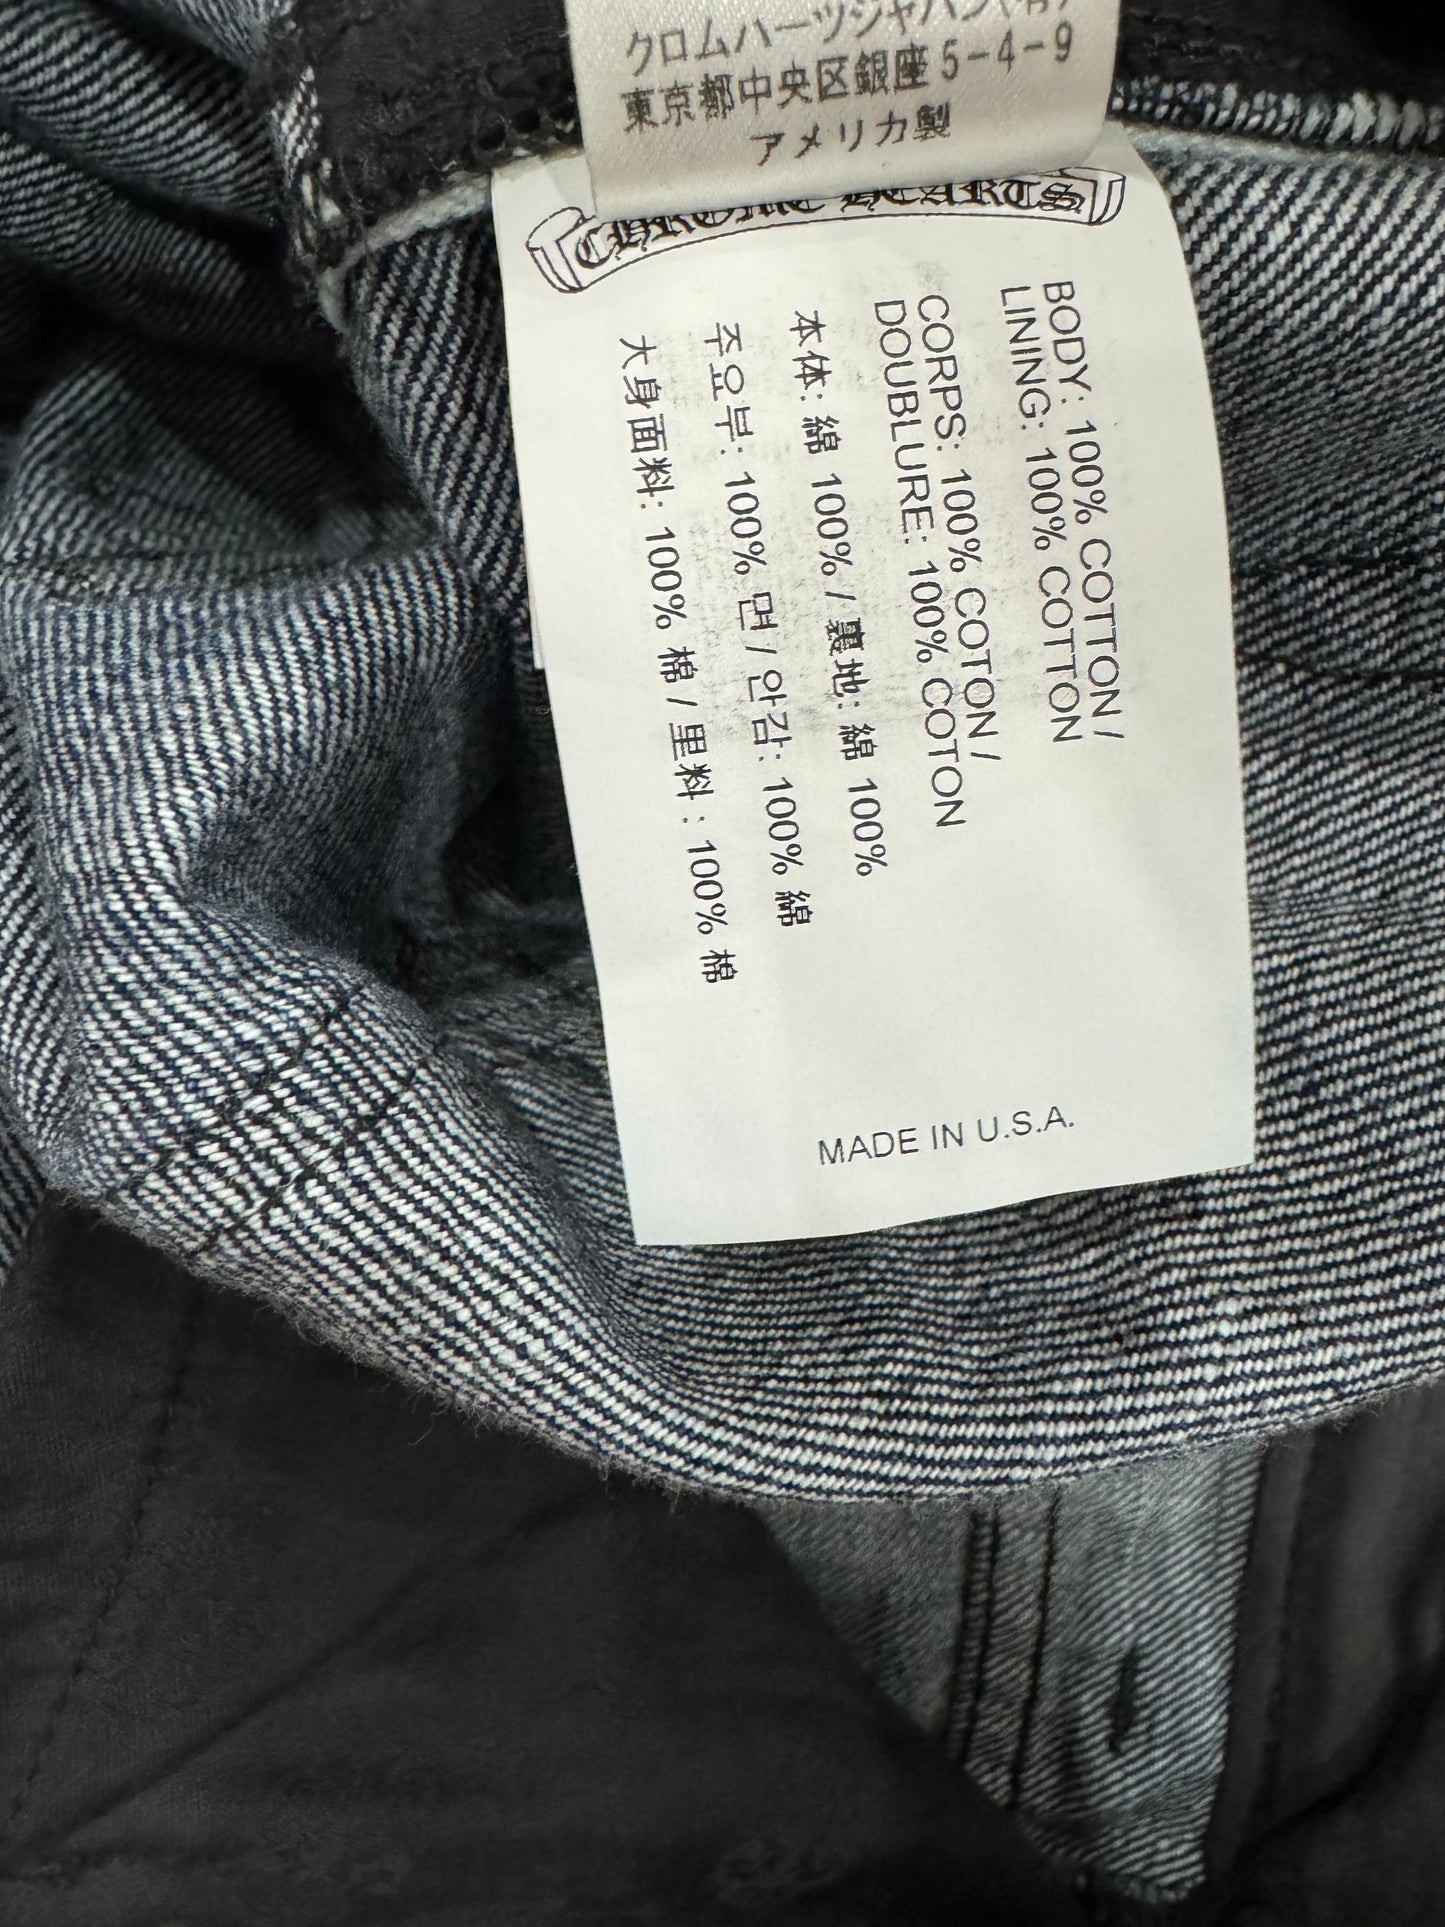 クロムハーツジャパン(有)
東京都中央区銀座5-4-9
アメリカ製
CHROME HEARTS
BODY: 100% COTTON /
LINING: 100% COTTON
CORPS: 100% COTON /
DOUBLURE: 100% COTON
本体: 綿 100% / 裏地: 綿 100%
주요부: 100% 면 / 안감: 100% 綿
大身面料: 100% 棉 / 里料: 100% 棉
MADE IN U.S.A.